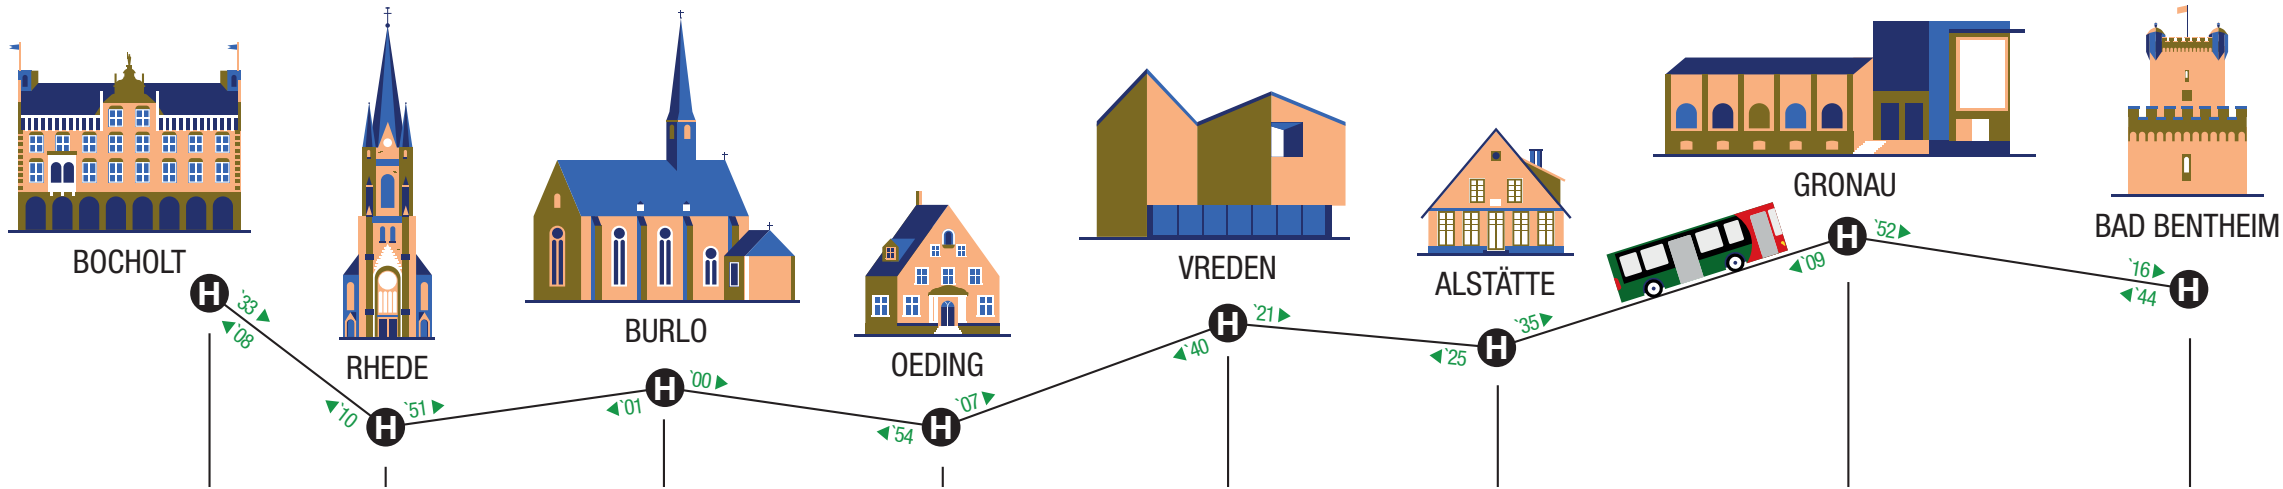 BOCHOLT
H
`33 ►
◄ `08
RHEDE
◄ `10
H
`51 ►
BURLO
◄ `01
H
`00 ►
OEDING
◄ `54
H
`07 ►
VREDEN
◄ `40
H
`21 ►
ALSTÄTTE
◄ `25
H
`35 ►
GRONAU
◄ `09
H
`52 ►
BAD BENTHEIM
`16 ►
◄ `44
H